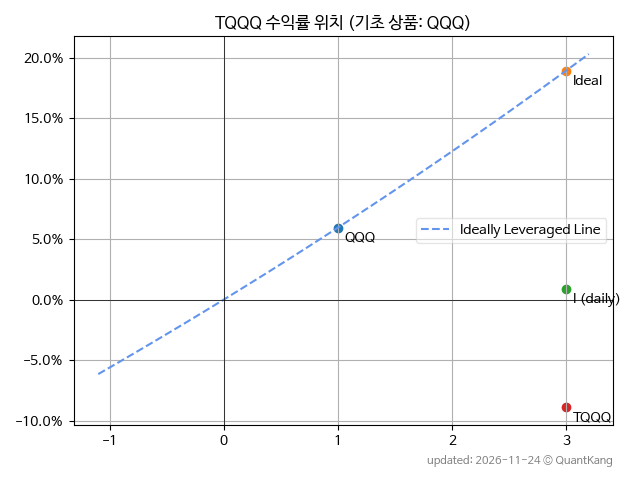 TQQQ 수익률 위치 (기초 상품: QQQ)
20.0%
15.0%
10.0%
5.0%
0.0%
−5.0%
−10.0%
Ideal
QQQ
Ideally Leveraged Line
I (daily)
TQQQ
−1
0
1
2
3
updated: 2026-11-24 © QuantKang